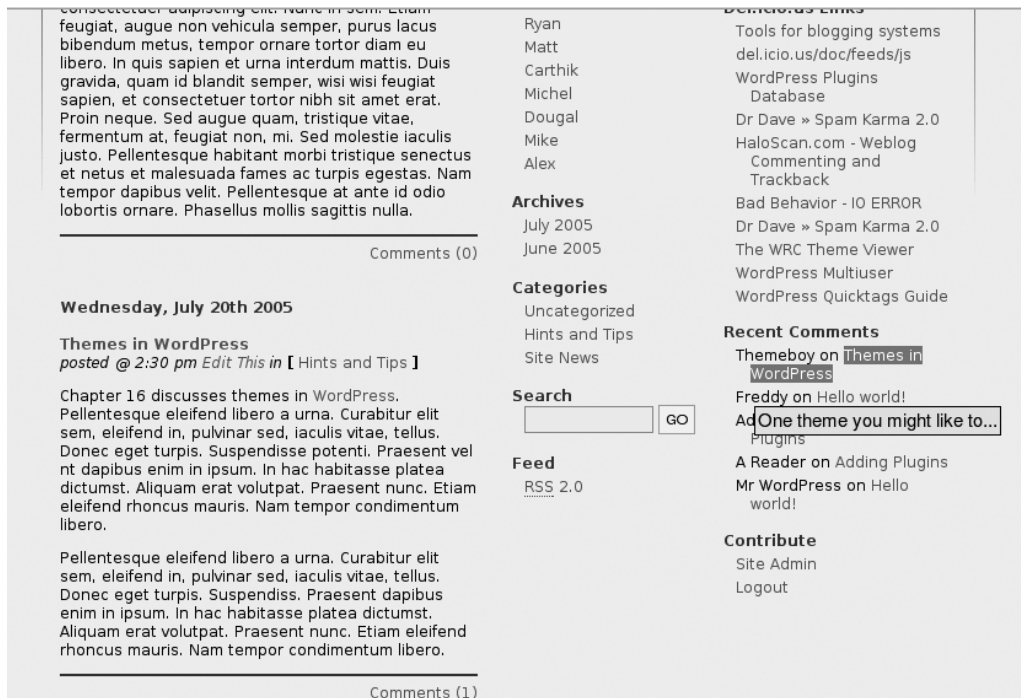 consectetuer adipiscing elit. Nunc in sem. Etiam
feugiat, augue non vehicula semper, purus lacus
bibendum metus, tempor ornare tortor diam eu
libero. In quis sapien et urna interdum mattis. Duis
gravida, quam id blandit semper, wisi wisi feugiat
sapien, et consectetuer tortor nibh sit amet erat.
Proin neque. Sed augue quam, tristique vitae,
fermentum at, feugiat non, mi. Sed molestie iaculis
justo. Pellentesque habitant morbi tristique senectus
et netus et malesuada fames ac turpis egestas. Nam
tempor dapibus velit. Pellentesque at ante id odio
lobortis ornare. Phasellus mollis sagittis nulla.
Comments (0)
Wednesday, July 20th 2005
Themes in WordPress
posted @ 2:30 pm Edit This in [ Hints and Tips ]
Chapter 16 discusses themes in WordPress.
Pellentesque eleifend libero a urna. Curabitur elit
sem, eleifend in, pulvinar sed, iaculis vitae, tellus.
Donec eget turpis. Suspendisse potenti. Praesent vel
nt dapibus enim in ipsum. In hac habitasse platea
dictumst. Aliquam erat volutpat. Praesent nunc. Etiam
eleifend rhoncus mauris. Nam tempor condimentum
libero.
Pellentesque eleifend libero a urna. Curabitur elit
sem, eleifend in, pulvinar sed, iaculis vitae, tellus.
Donec eget turpis. Suspendiss. Praesent dapibus
enim in ipsum. In hac habitasse platea dictumst.
Aliquam erat volutpat. Praesent nunc. Etiam eleifend
rhoncus mauris. Nam tempor condimentum libero.
Comments (1)
Ryan
Matt
Carthik
Michel
Dougal
Mike
Alex
Archives
July 2005
June 2005
Categories
Uncategorized
Hints and Tips
Site News
Search
GO
Feed
RSS 2.0
Del.icio.us Links
Tools for blogging systems
del.icio.us/doc/feeds/js
WordPress Plugins
Database
Dr Dave » Spam Karma 2.0
HaloScan.com - Weblog
Commenting and
Trackback
Bad Behavior - IO ERROR
Dr Dave » Spam Karma 2.0
The WRC Theme Viewer
WordPress Multiuser
WordPress Quicktags Guide
Recent Comments
Themeboy on Themes in
WordPress
Freddy on Hello world!
Ad
One theme you might like to...
Plugins
A Reader on Adding Plugins
Mr WordPress on Hello
world!
Contribute
Site Admin
Logout